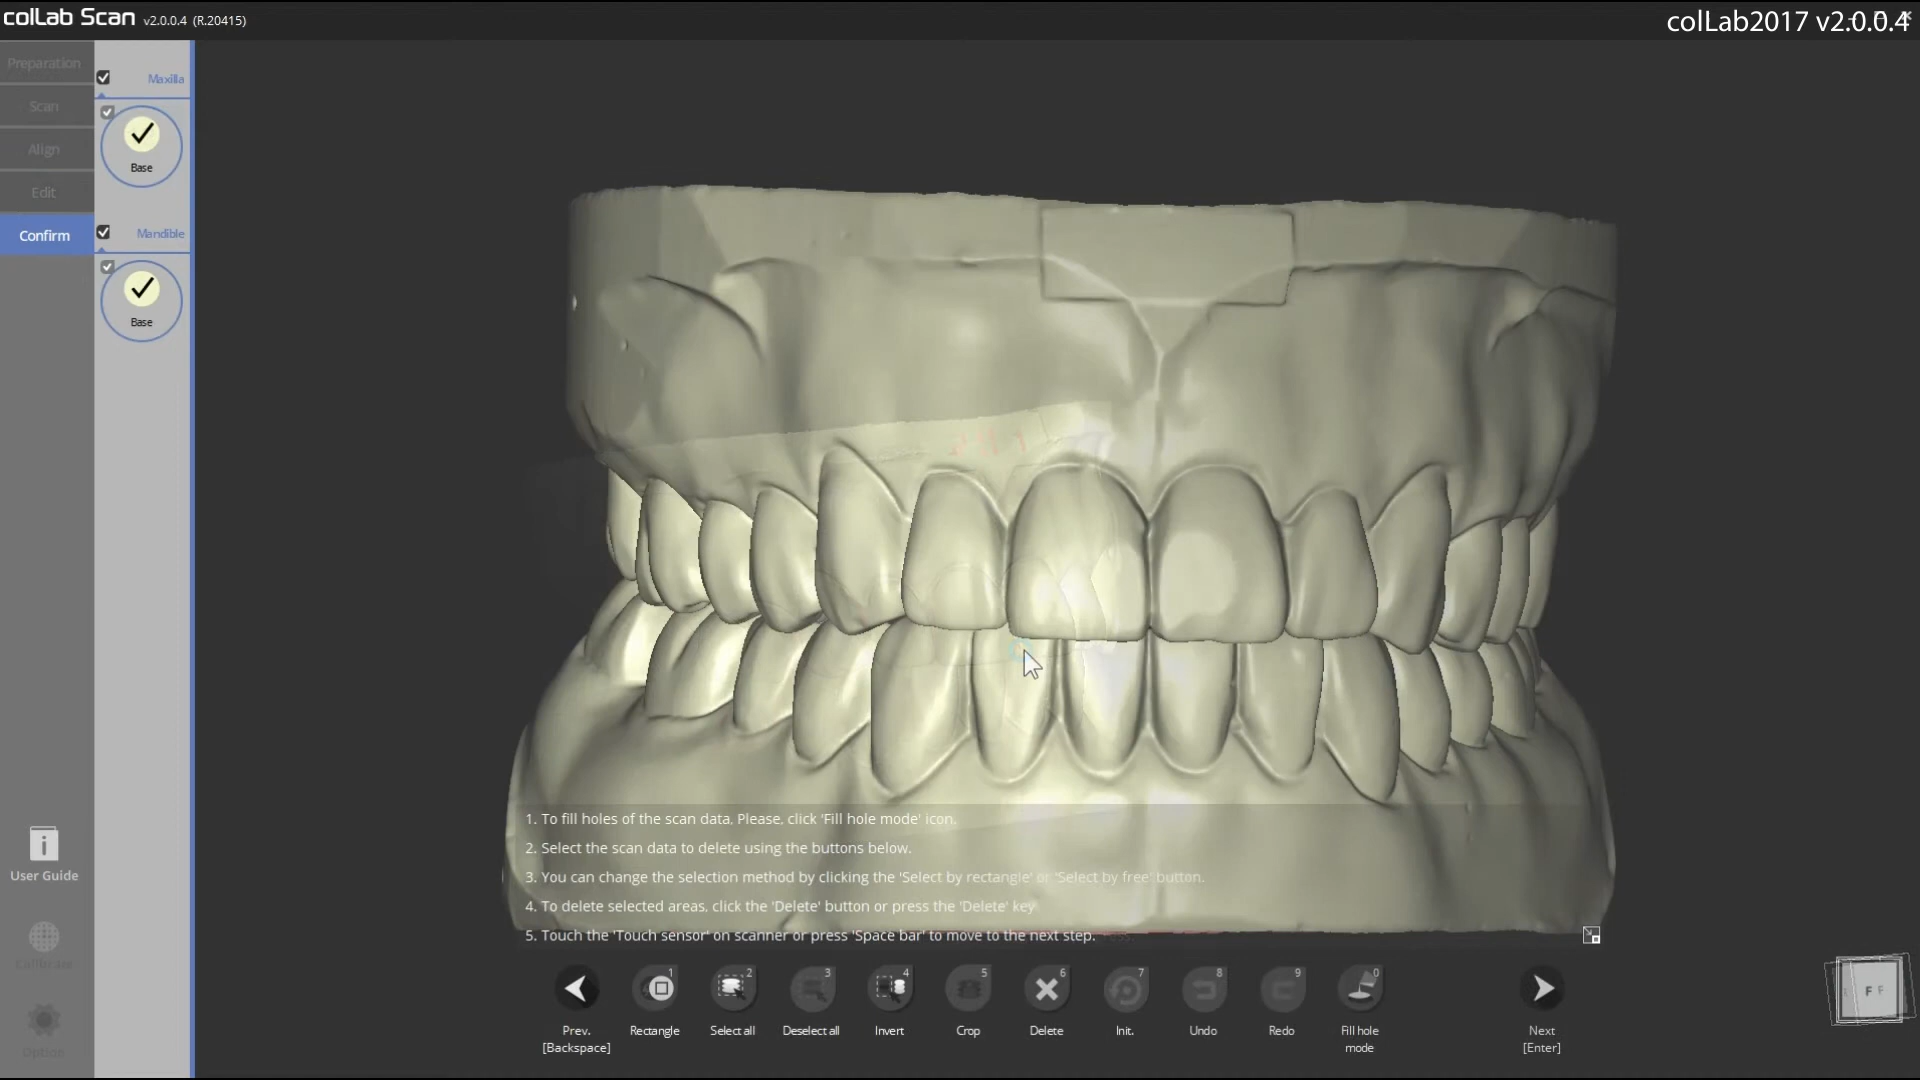 colLab Scan v2.0.0.4 (R.20415)
colLab2017 v2.0.0.4
Preparation
Scan
Align
Edit
Confirm
Maxilla
Base
Mandible
Base
User Guide
Calibrate
Option
1. To fill holes of the scan data, Please, click 'Fill hole mode' icon.
2. Select the scan data to delete using the buttons below.
3. You can change the selection method by clicking the 'Select by rectangle' or 'Select by free' button.
4. To delete selected areas, click the 'Delete' button or press the 'Delete' key
5. Touch the 'Touch sensor' on scanner or press 'Space bar' to move to the next step.
1 2 3 4 5 6 7 8 9 0
Prev. Rectangle Select all Deselect all Invert Crop Delete Init. Undo Redo Fill hole Next
[Backspace] mode [Enter]
F F